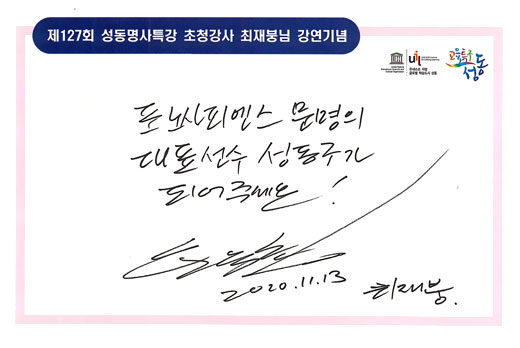 제127회 성동명사특강 초청강사 최재붕님 강연기념
교육특구
성동
포노사피엔스 문명의
대표선수 성동구가
되어주세요!
2020.11.13
최재붕.